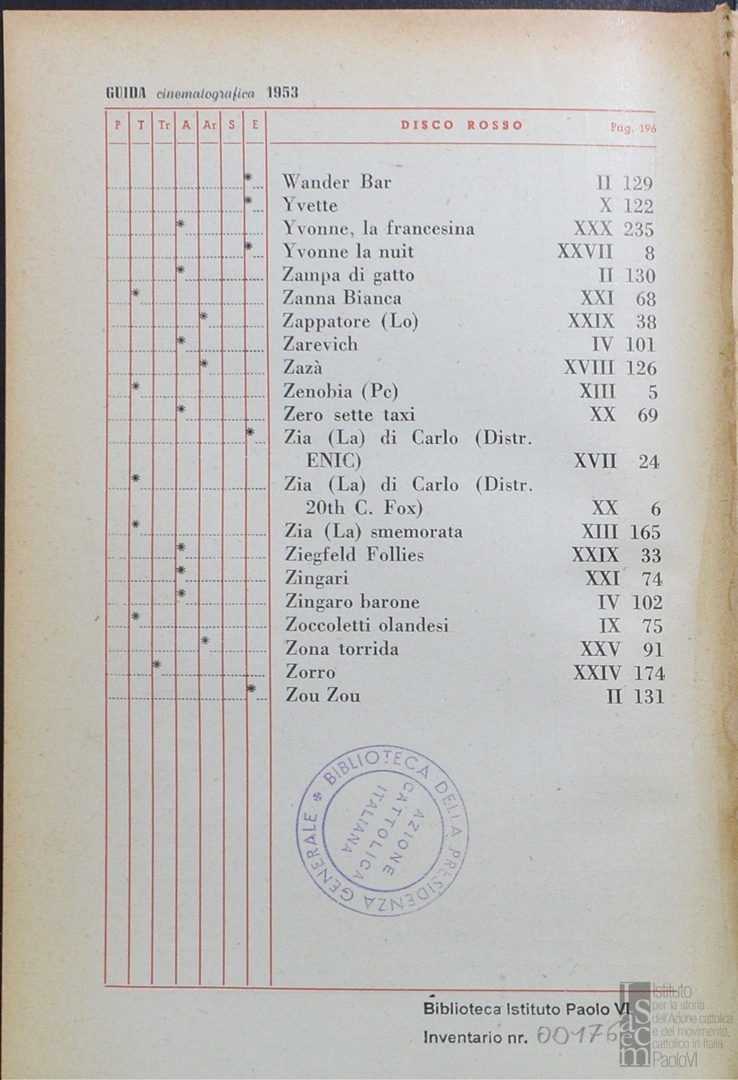 GUIDA cinematografica 1953
P T Tr A Ar S E DISCO ROSSO Pag. 196
* Wander Bar II 129
* Yvette X 122
* Yvonne, la francesina XXX 235
* Yvonne la nuit XXVII 8
* Zampa di gatto II 130
* Zanna Bianca XXI 68
* Zappatore (Lo) XXIX 38
* Zarevich IV 101
* Zazà XVIII 126
* Zenobia (Pc) XIII 5
* Zero sette taxi XX 69
* Zia (La) di Carlo (Distr.
ENIC) XVII 24
* Zia (La) di Carlo (Distr.
20th C. Fox) XX 6
* Zia (La) smemorata XIII 165
* Ziegfeld Follies XXIX 33
* Zingari XXI 74
* Zingaro barone IV 102
* Zoccoletti olandesi IX 75
* Zona torrida XXV 91
* Zorro XXIV 174
* Zou Zou II 131
BIBLIOTECA DELLA PRESIDENZA GENERALE
AZIONE
CATTOLICA
ITALIANA
Biblioteca Istituto Paolo VI
Inventario nr. 00176
Istituto
per la storia
dell'Azione cattolica
e del movimento
cattolico in Italia
Paolo VI